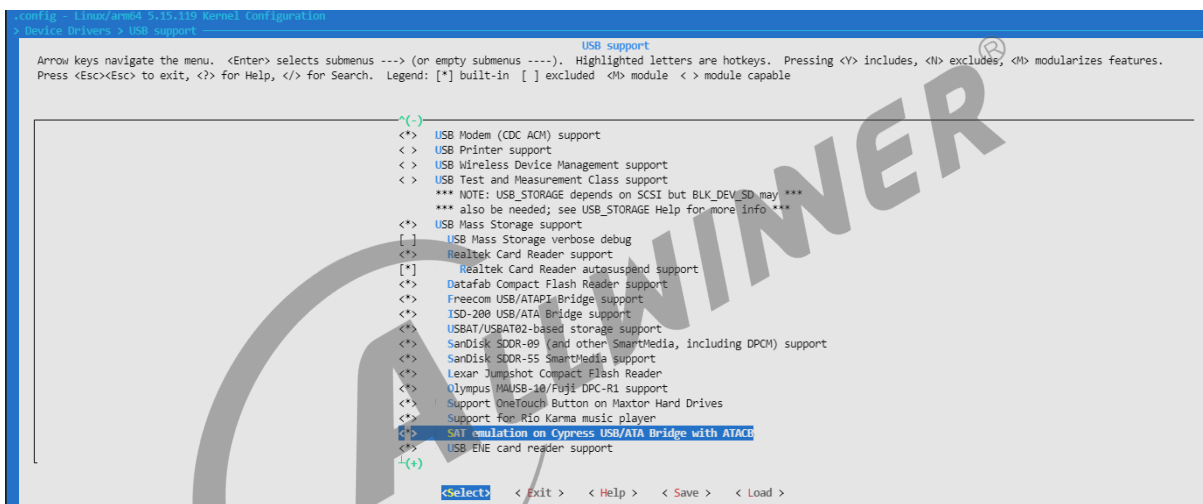 .config - Linux/arm64 5.15.119 Kernel Configuration
> Device Drivers > USB support
USB support
Arrow keys navigate the menu. <Enter> selects submenus ---> (or empty submenus ----). Highlighted letters are hotkeys. Pressing <Y> includes, <N> excludes, <M> modularizes features.
Press <Esc><Esc> to exit, <?> for Help, </> for Search. Legend: [*] built-in [ ] excluded <M> module < > module capable
^(-)
<*> USB Modem (CDC ACM) support
< > USB Printer support
< > USB Wireless Device Management support
< > USB Test and Measurement Class support
*** NOTE: USB_STORAGE depends on SCSI but BLK_DEV_SD may ***
*** also be needed; see USB_STORAGE Help for more info ***
<*> USB Mass Storage support
[ ] USB Mass Storage verbose debug
<*> Realtek Card Reader support
[*] Realtek Card Reader autosuspend support
<*> Datafab Compact Flash Reader support
<*> Freecom USB/ATAPI Bridge support
<*> ISD-200 USB/ATA Bridge support
<*> USBAT/USBAT02-based storage support
<*> SanDisk SDDR-09 (and other SmartMedia, including DPCM) support
<*> SanDisk SDDR-55 SmartMedia support
<*> Lexar Jumpshot Compact Flash Reader
<*> Olympus MAUSB-10/Fuji DPC-R1 support
<*> Support OneTouch Button on Maxtor Hard Drives
<*> Support for Rio Karma music player
<*> SAT emulation on Cypress USB/ATA Bridge with ATACB
<*> USB ENE card reader support
┴(+)
<Select> < Exit > < Help > < Save > < Load >
ALLWINNER®